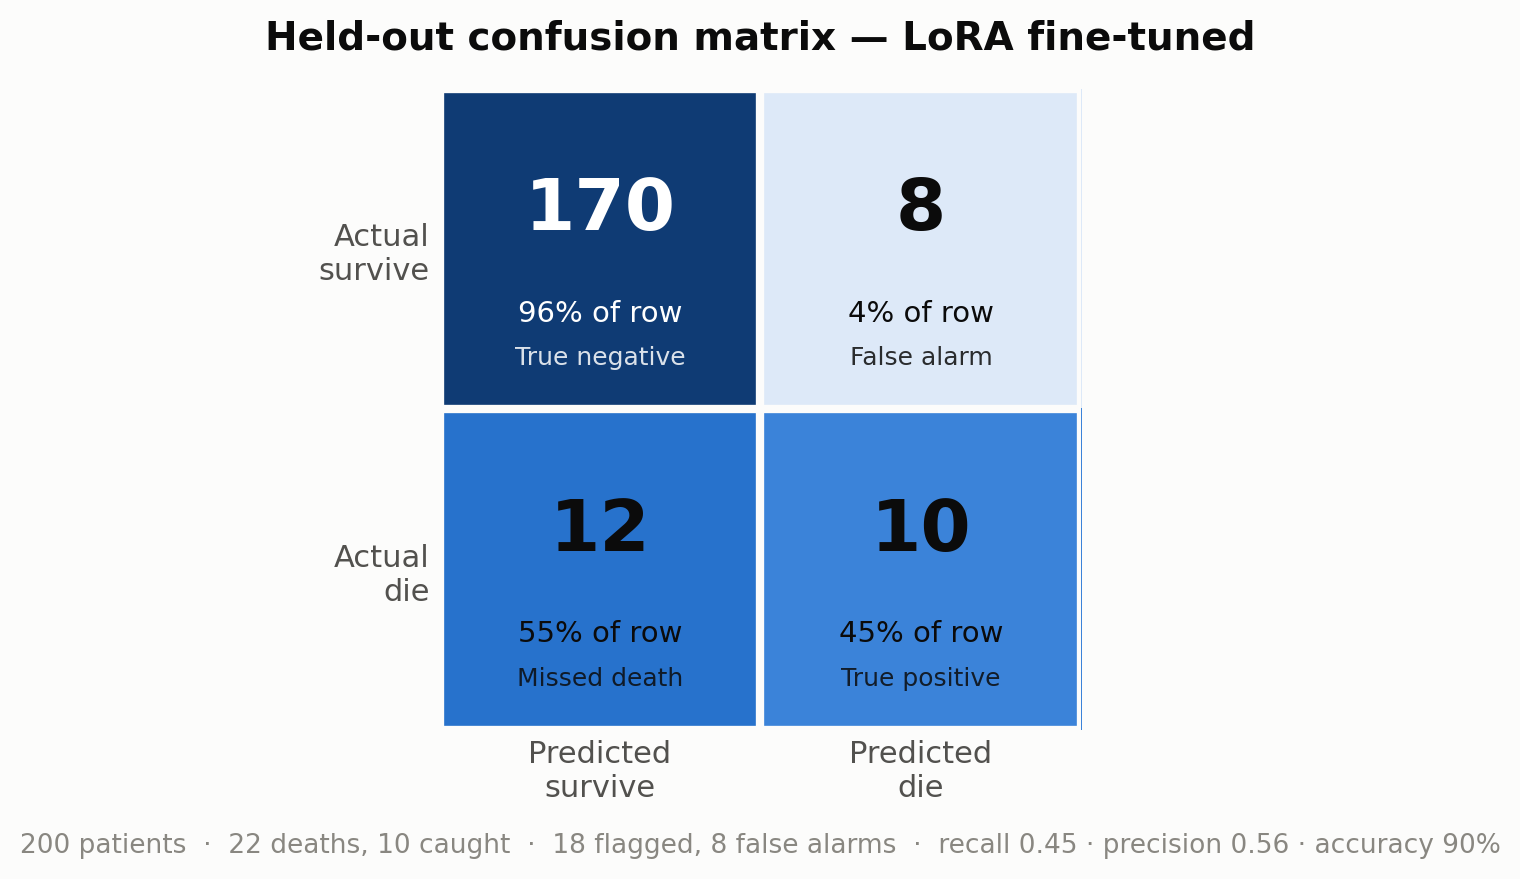 Held-out confusion matrix — LoRA fine-tuned
Actual
survive
170
96% of row
True negative
8
4% of row
False alarm
Actual
die
12
55% of row
Missed death
10
45% of row
True positive
Predicted
survive
Predicted
die
200 patients · 22 deaths, 10 caught · 18 flagged, 8 false alarms · recall 0.45 · precision 0.56 · accuracy 90%